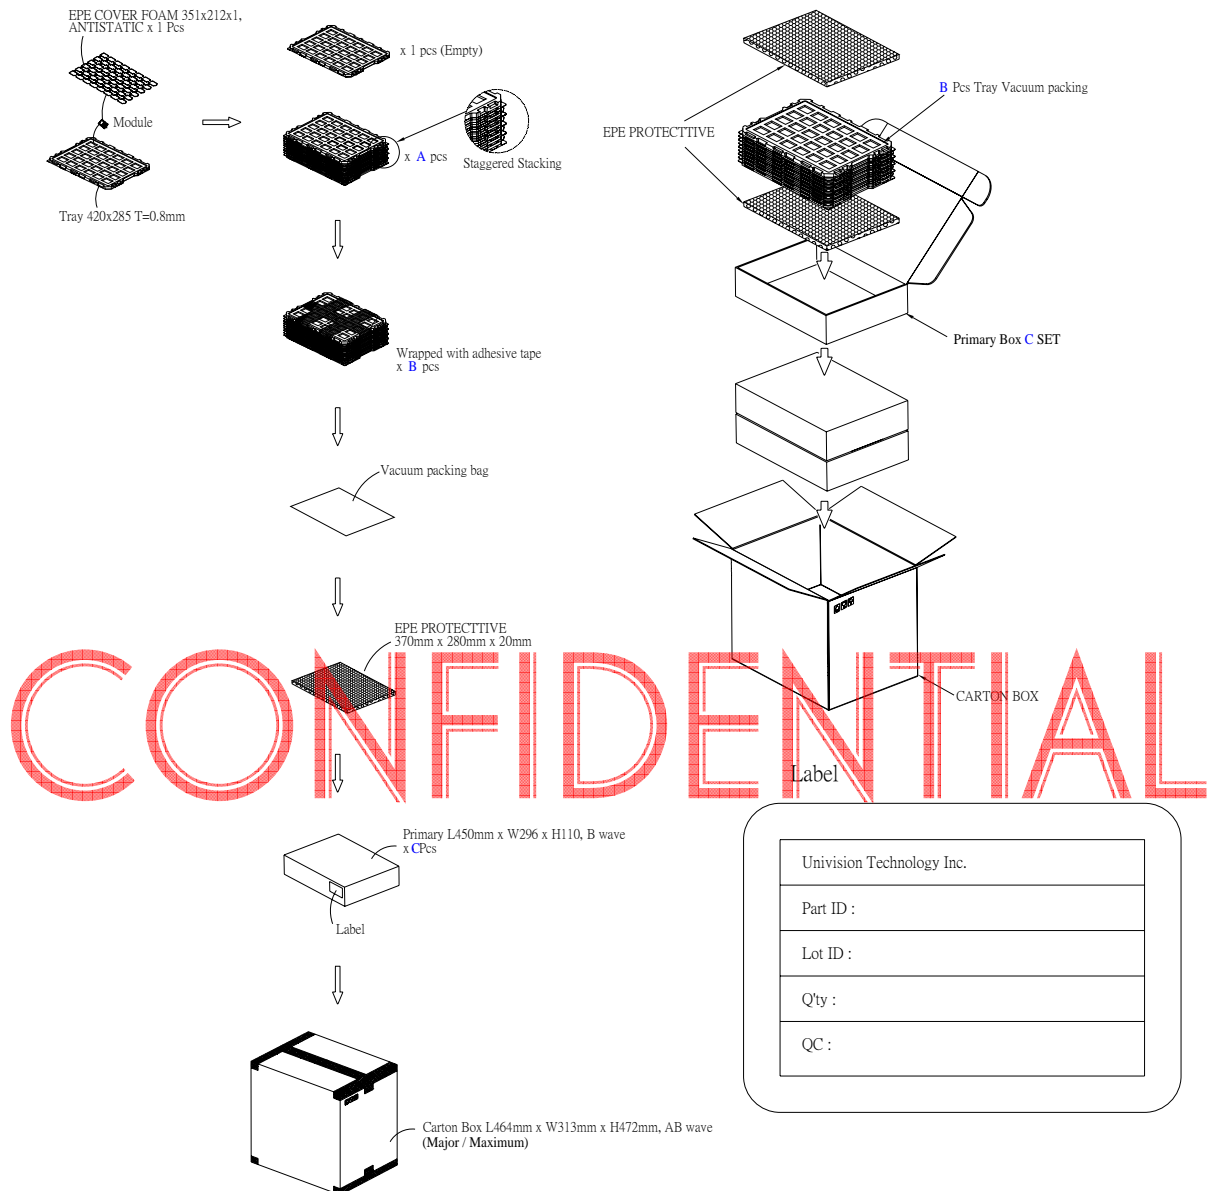 EPE COVER FOAM 351x212x1,
ANTISTATIC x 1 Pcs
Module
Tray 420x285 T=0.8mm
x 1 pcs (Empty)
x A pcs
Staggered Stacking
Wrapped with adhesive tape
x B pcs
Vacuum packing bag
EPE PROTECTTIVE
370mm x 280mm x 20mm
Primary L450mm x W296 x H110, B wave
x CPcs
Label
Carton Box L464mm x W313mm x H472mm, AB wave
(Major / Maximum)
B Pcs Tray Vacuum packing
EPE PROTECTTIVE
Primary Box C SET
CARTON BOX
CONFIDENTIAL
Label
Univision Technology Inc.
Part ID :
Lot ID :
Q'ty :
QC :